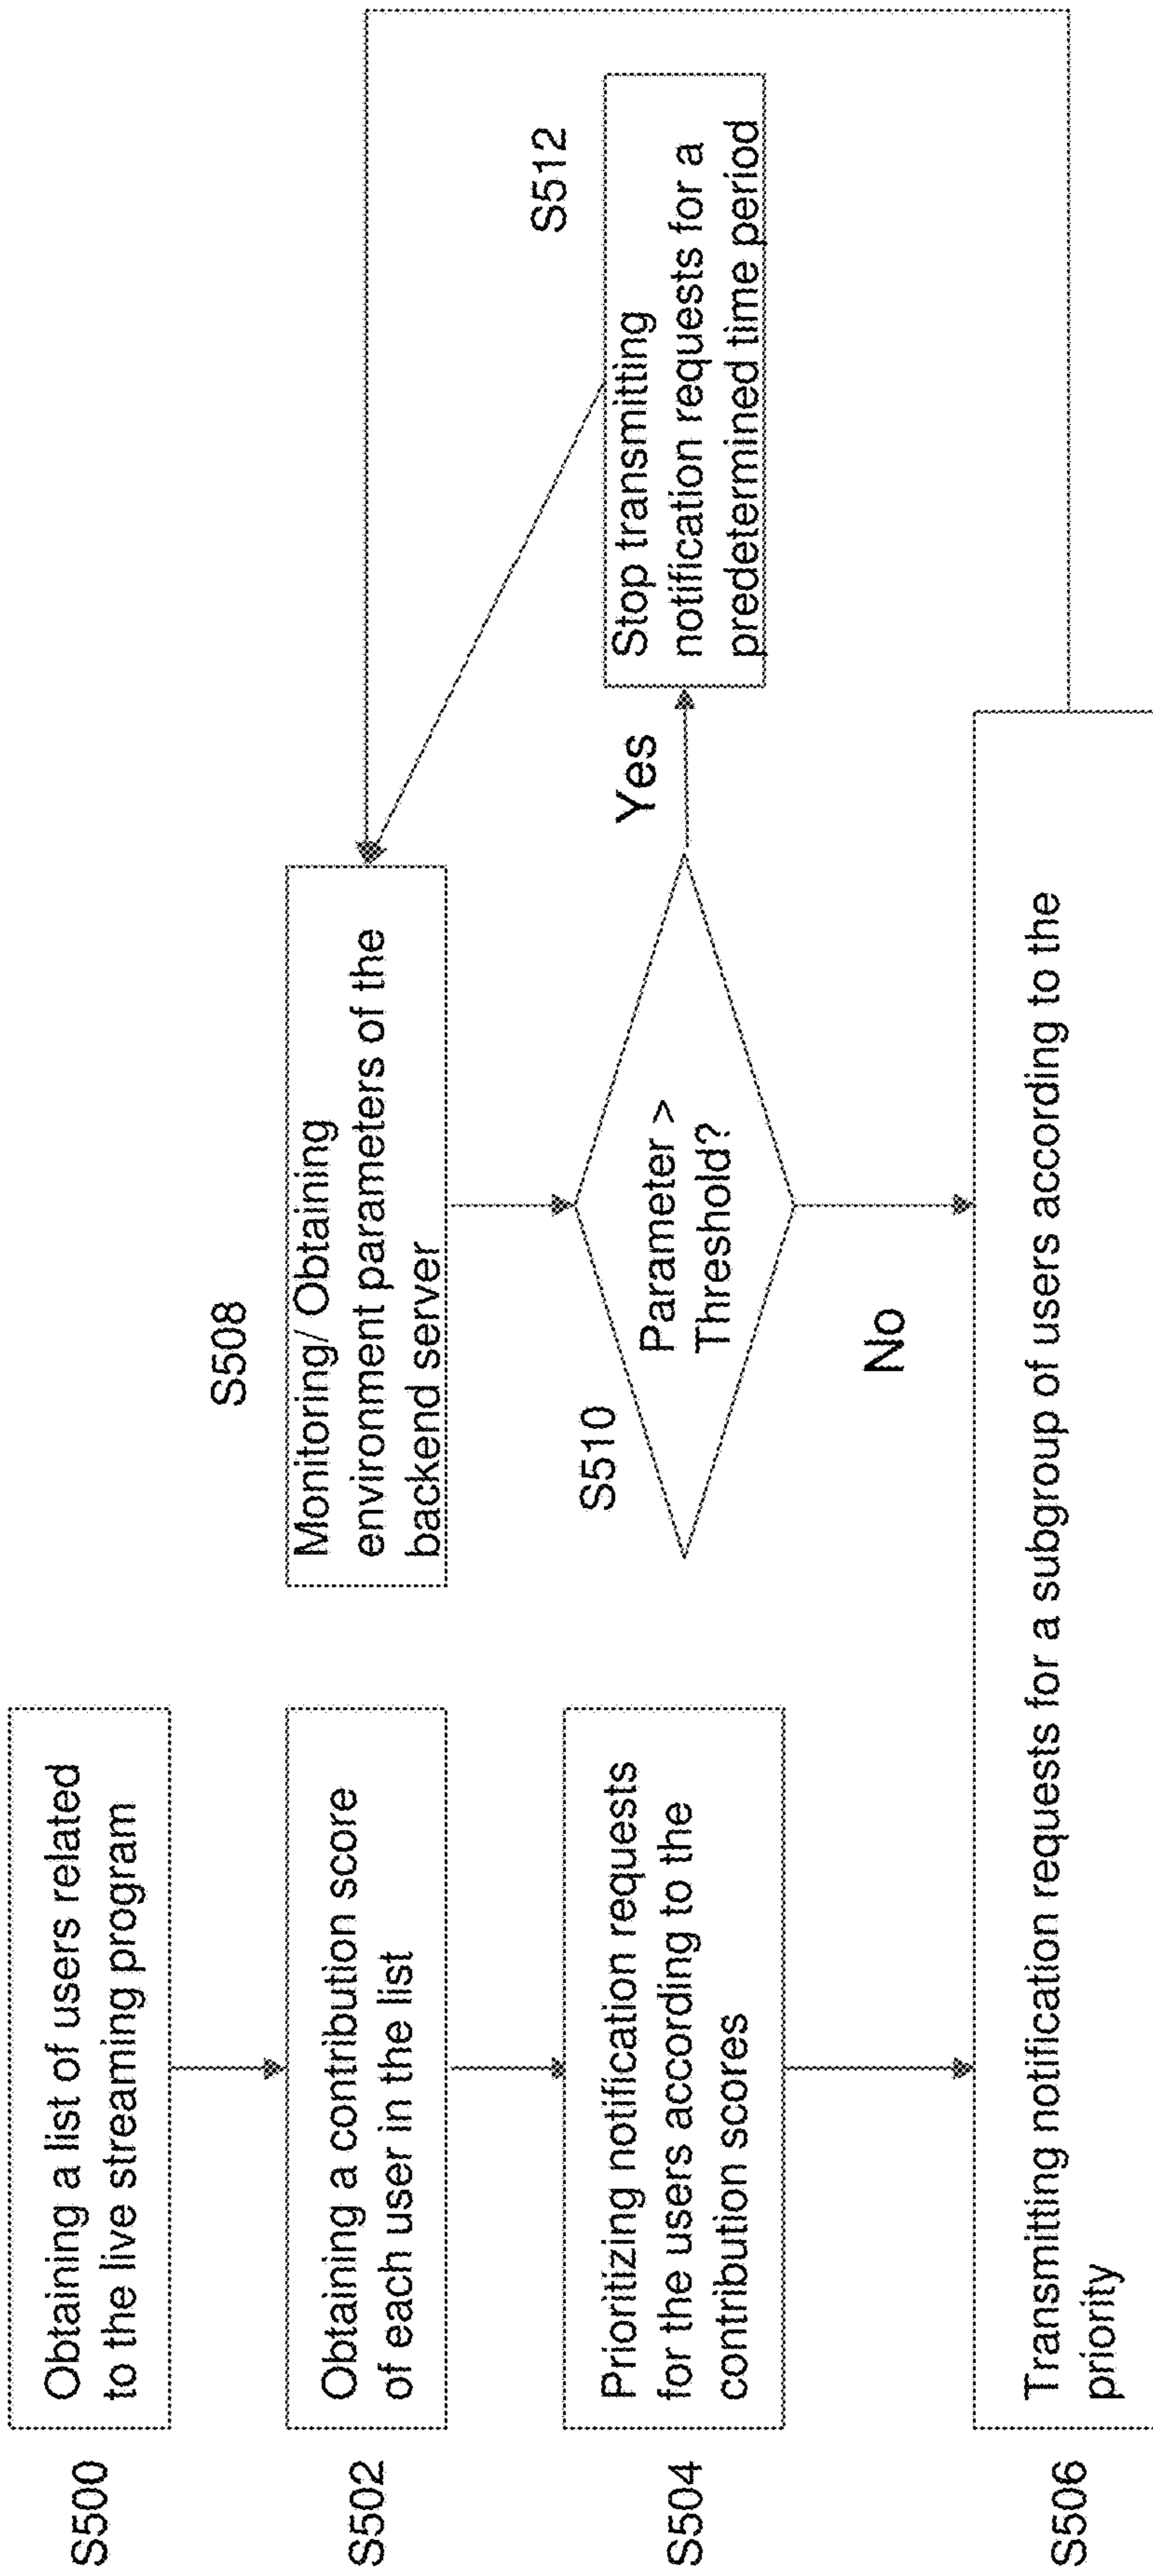 S500
Obtaining a list of users related
to the live streaming program
S502
Obtaining a contribution score
of each user in the list
S504
Prioritizing notification requests
for the users according to the
contribution scores
S506
Transmitting notification requests for a subgroup of users according to the
priority
S508
Monitoring/ Obtaining
environment parameters of the
backend server
S510
Parameter >
Threshold?
Yes
No
S512
Stop transmitting
notification requests for a
predetermined time period